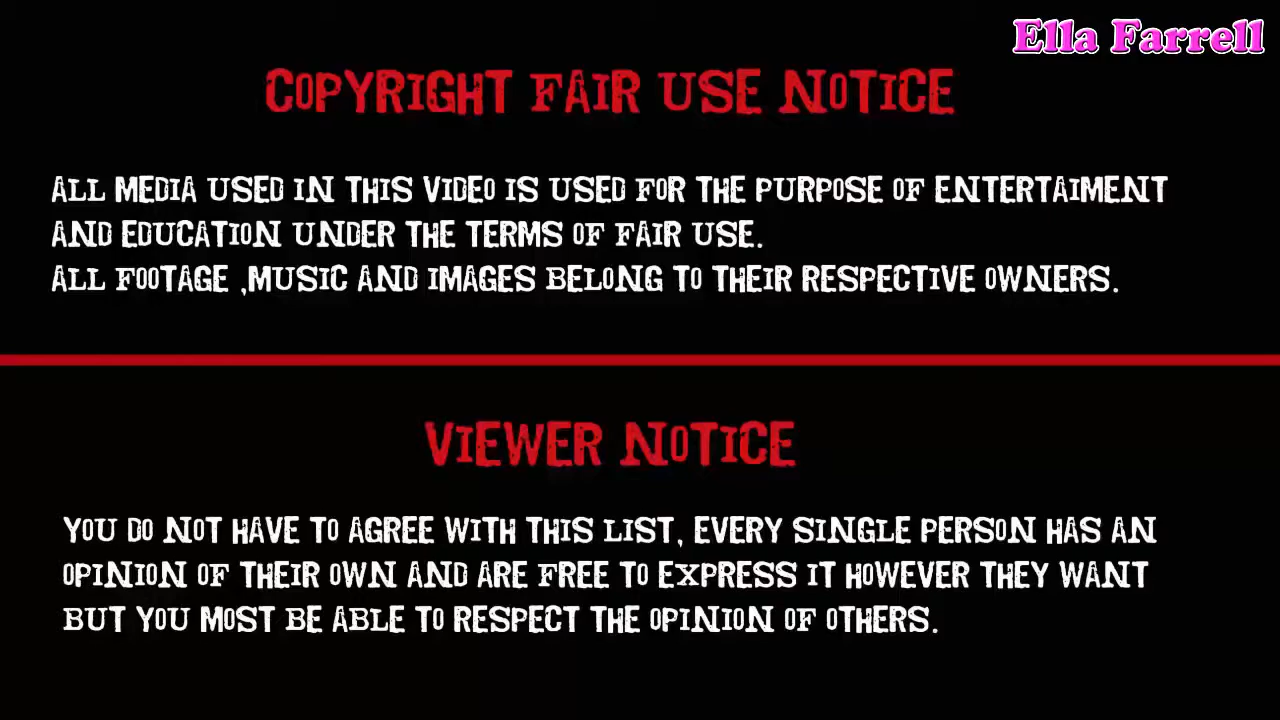 Ella Farrell
COPYRIGHT FAIR USE NOTICE
ALL MEDIA USED IN THIS VIDEO IS USED FOR THE PURPOSE OF ENTERTAIMENT
AND EDUCATION UNDER THE TERMS OF FAIR USE.
ALL FOOTAGE ,MUSIC AND IMAGES BELONG TO THEIR RESPECTIVE OWNERS.
VIEWER NOTICE
YOU DO NOT HAVE TO AGREE WITH THIS LIST, EVERY SINGLE PERSON HAS AN
OPINION OF THEIR OWN AND ARE FREE TO EXPRESS IT HOWEVER THEY WANT
BUT YOU MOST BE ABLE TO RESPECT THE OPINION OF OTHERS.